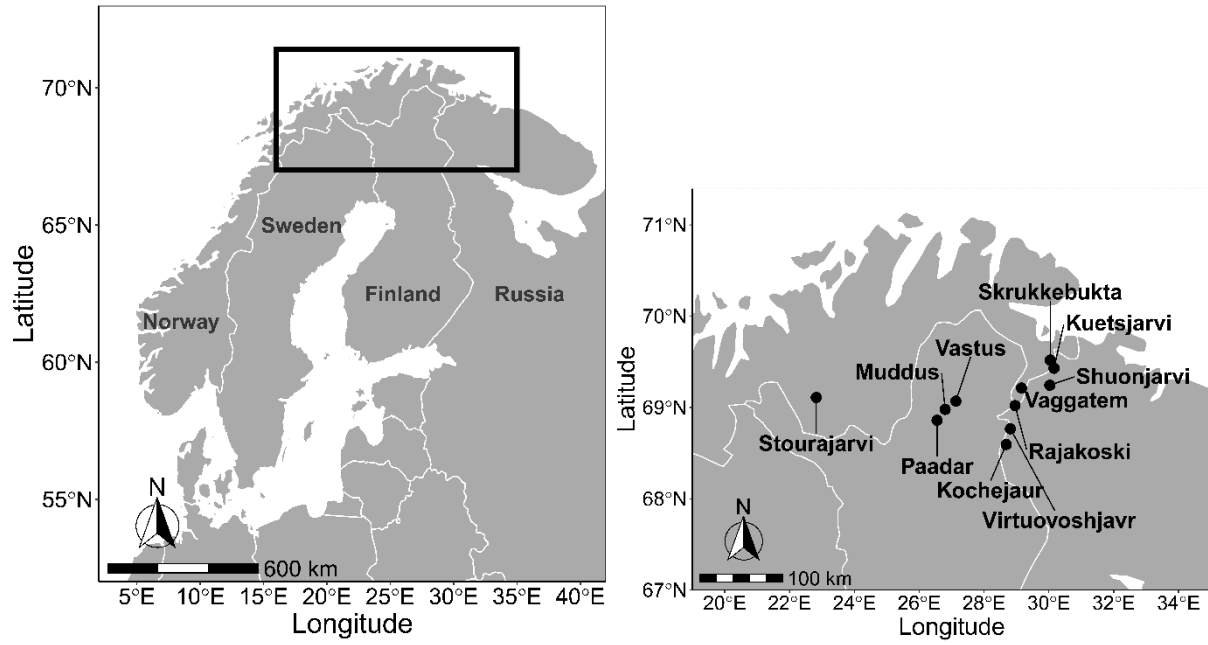 70°N
65°N
60°N
55°N
Latitude
Sweden
Finland
Russia
Norway
N
600 km
5°E 10°E 15°E 20°E 25°E 30°E 35°E 40°E
Longitude
71°N
70°N
69°N
68°N
67°N
Latitude
Skrukkebukta
Kuetsjarvi
Vastus
Muddus
Shuonjarvi
Vaggatem
Stourajarvi
Rajakoski
Paadar
Kochejaur
Virtuovoshjavr
N
100 km
20°E 22°E 24°E 26°E 28°E 30°E 32°E 34°E
Longitude